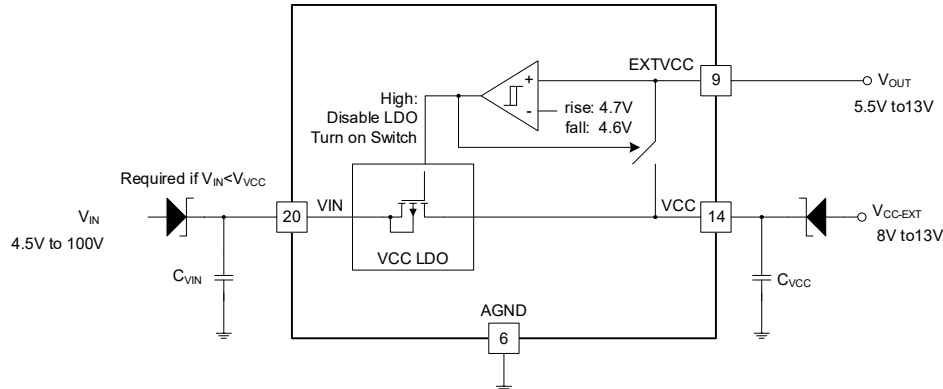 EXTVCC
9
VOUT
5.5V to13V
+
-
rise: 4.7V
fall: 4.6V
High:
Disable LDO
Turn on Switch
Required if VIN<VVCC
VIN
4.5V to 100V
20
VIN
VCC
14
VCC-EXT
8V to13V
VCC LDO
CVIN
CVCC
AGND
6